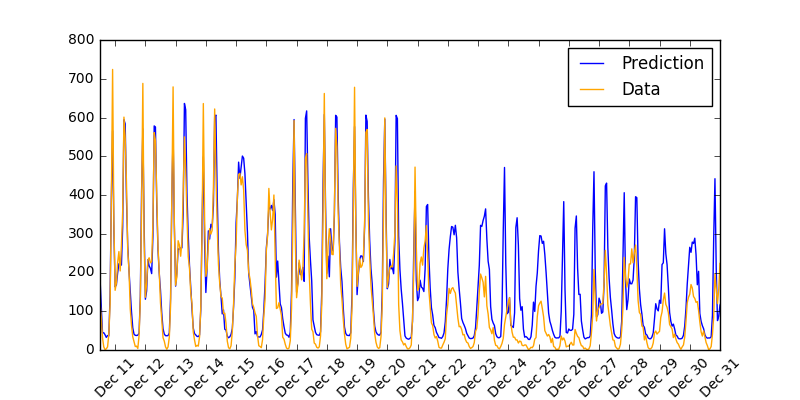 800
700
600
500
400
300
200
100
0
Prediction
Data
Dec 11
Dec 12
Dec 13
Dec 14
Dec 15
Dec 16
Dec 17
Dec 18
Dec 19
Dec 20
Dec 21
Dec 22
Dec 23
Dec 24
Dec 25
Dec 26
Dec 27
Dec 28
Dec 29
Dec 30
Dec 31